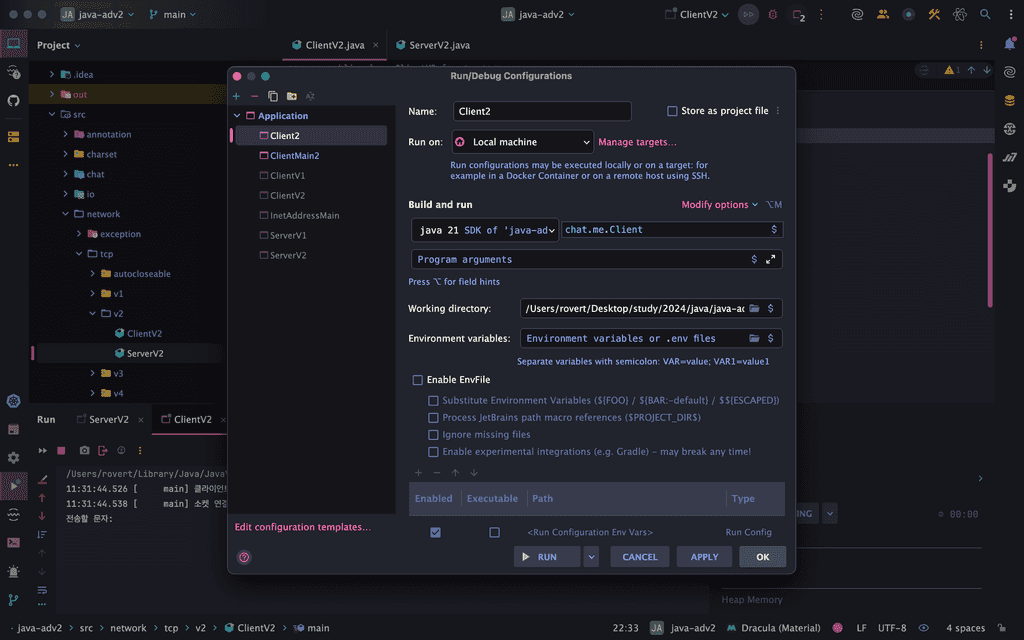 JA java-adv2
main
JA java-adv2
ClientV2
2
Project
ClientV2.java
ServerV2.java
.idea
out
src
annotation
charset
chat
io
network
exception
tcp
autocloseable
v1
v2
ClientV2
ServerV2
v3
v4
1
Run/Debug Configurations
Application
Client2
ClientMain2
ClientV1
ClientV2
InetAddressMain
ServerV1
ServerV2
Edit configuration templates...
Name: Client2
Store as project file
Run on: Local machine Manage targets...
Run configurations may be executed locally or on a target: for
example in a Docker Container or on a remote host using SSH.
Build and run
Modify options ⌥M
java 21 SDK of 'java-ad
chat.me.Client $
Program arguments $
Press ⌥ for field hints
Working directory: /Users/rovert/Desktop/study/2024/java/java-ad $
Environment variables: Environment variables or .env files $
Separate variables with semicolon: VAR=value; VAR1=value1
Enable EnvFile
Substitute Environment Variables (${FOO} / ${BAR:-default} / $${ESCAPED})
Process JetBrains path macro references ($PROJECT_DIR$)
Ignore missing files
Enable experimental integrations (e.g. Gradle) - may break any time!
Enabled Executable Path Type
<Run Configuration Env Vars> Run Config
RUN CANCEL APPLY OK
Run ServerV2 ClientV2
/Users/rovert/Library/Java/Java
11:31:44.526 [ main] 클라이언트
11:31:44.538 [ main] 소켓 연결
전송할 문자:
ING
00:00
Heap Memory
java-adv2 > src > network > tcp > v2 > ClientV2 > main
22:33 JA java-adv2 Dracula (Material) LF UTF-8 4 spaces